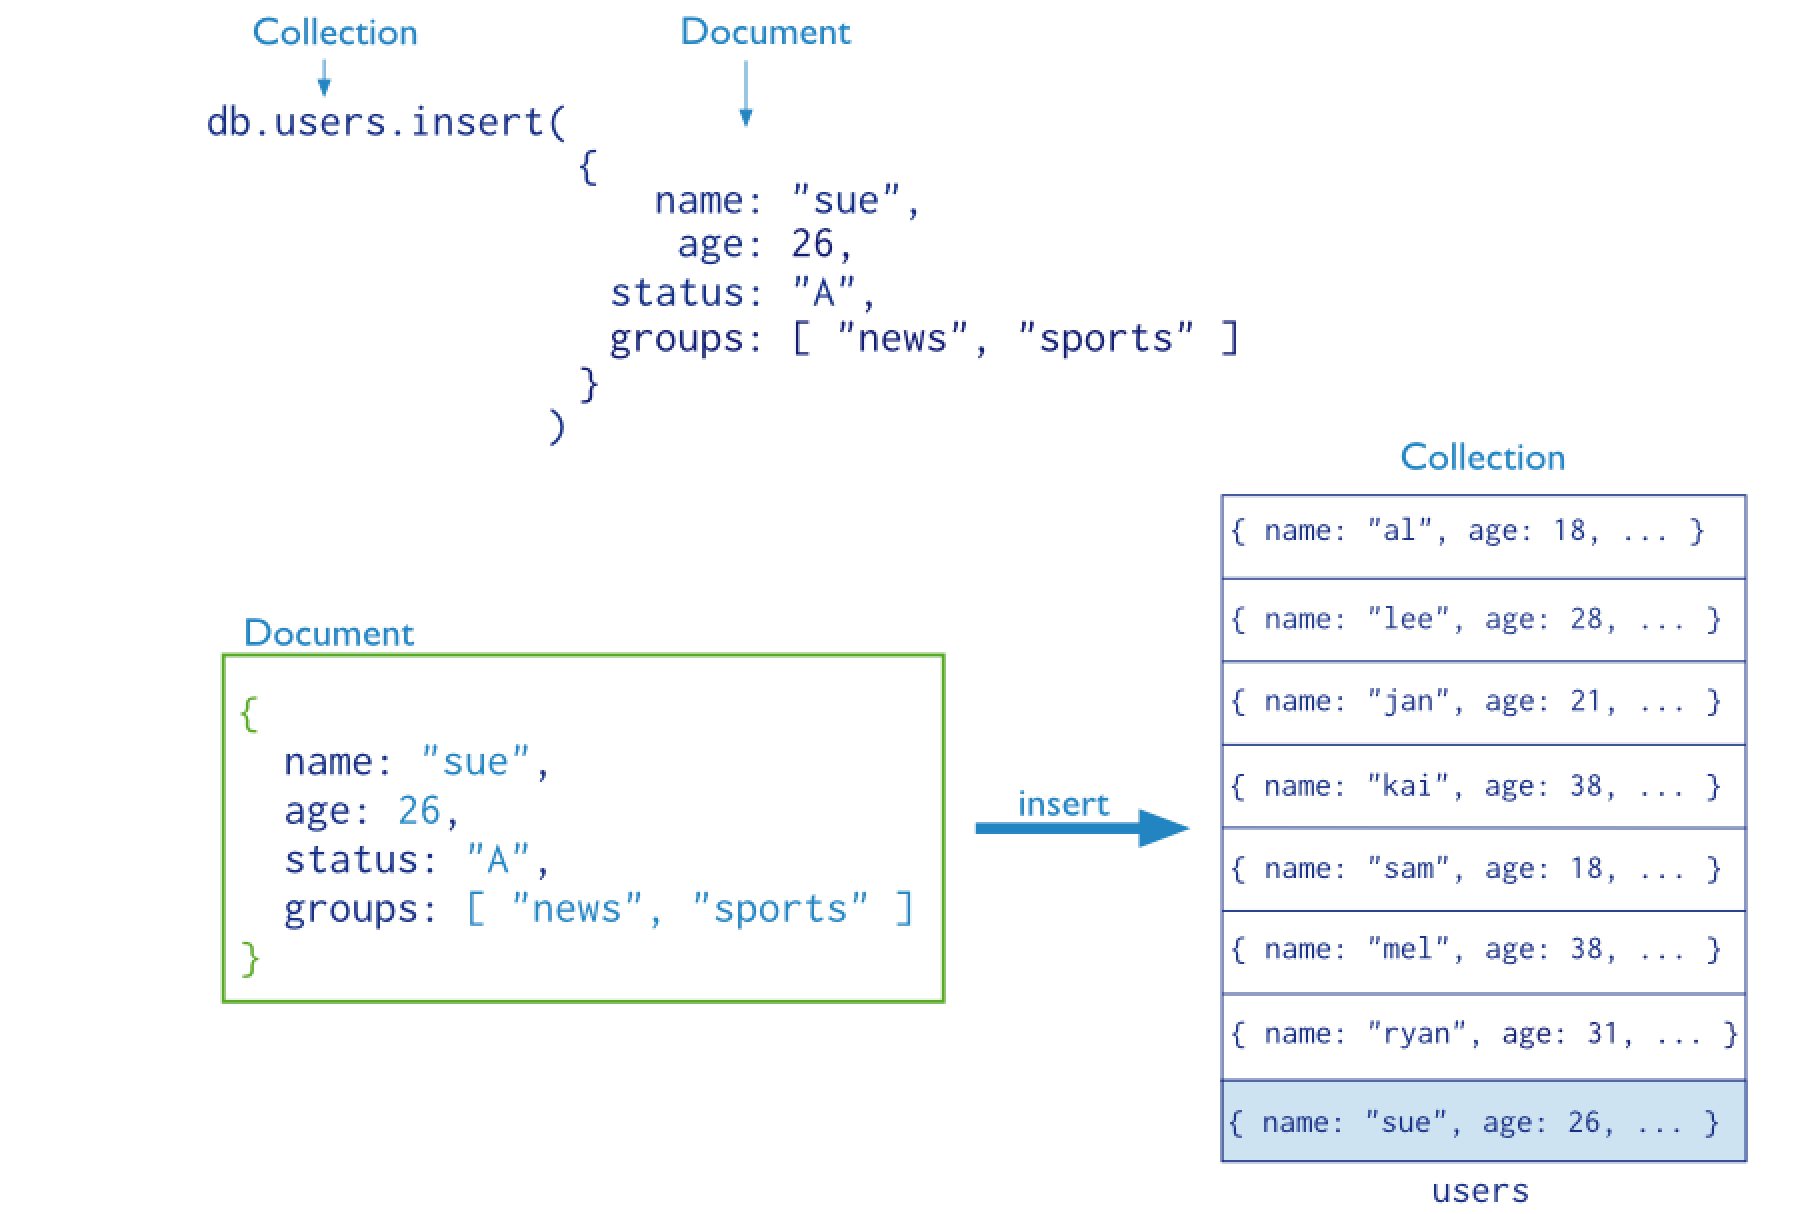 Collection
Document
db.users.insert(
{
name: "sue",
age: 26,
status: "A",
groups: [ "news", "sports" ]
}
)
Document
{
name: "sue",
age: 26,
status: "A",
groups: [ "news", "sports" ]
}
insert
Collection
{ name: "al", age: 18, ... }
{ name: "lee", age: 28, ... }
{ name: "jan", age: 21, ... }
{ name: "kai", age: 38, ... }
{ name: "sam", age: 18, ... }
{ name: "mel", age: 38, ... }
{ name: "ryan", age: 31, ... }
{ name: "sue", age: 26, ... }
users